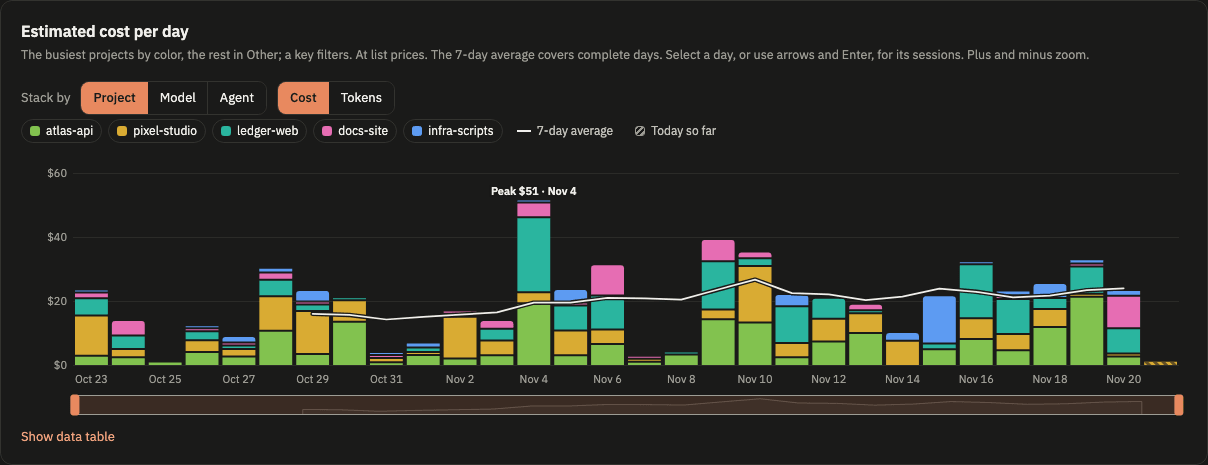 Estimated cost per day
The busiest projects by color, the rest in Other; a key filters. At list prices. The 7-day average covers complete days. Select a day, or use arrows and Enter, for its sessions. Plus and minus zoom.
Stack by Project Model Agent Cost Tokens
atlas-api pixel-studio ledger-web docs-site infra-scripts 7-day average Today so far
$60
Peak $51 · Nov 4
$40
$20
$0
Oct 23 Oct 25 Oct 27 Oct 29 Oct 31 Nov 2 Nov 4 Nov 6 Nov 8 Nov 10 Nov 12 Nov 14 Nov 16 Nov 18 Nov 20
Show data table